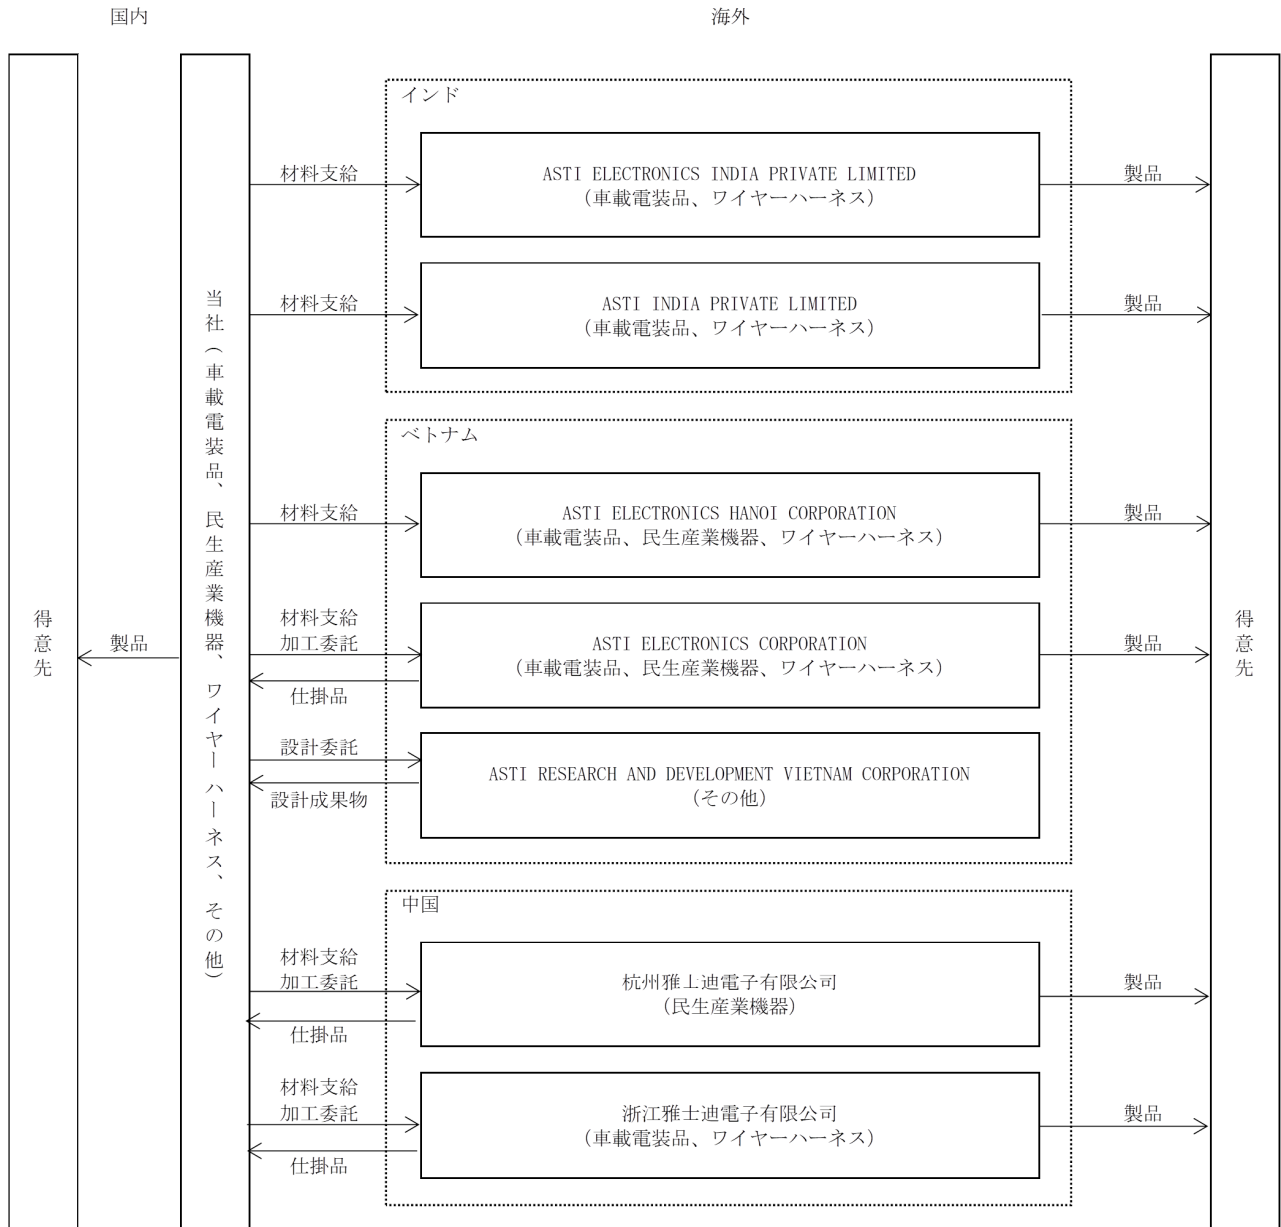 国内
海外
得意先
製品
当社(車載電装品、民生産業機器、ワイヤーハーネス、その他)
インド
材料支給
ASTI ELECTRONICS INDIA PRIVATE LIMITED
(車載電装品、ワイヤーハーネス)
製品
材料支給
ASTI INDIA PRIVATE LIMITED
(車載電装品、ワイヤーハーネス)
製品
ベトナム
材料支給
ASTI ELECTRONICS HANOI CORPORATION
(車載電装品、民生産業機器、ワイヤーハーネス)
製品
材料支給
加工委託
仕掛品
ASTI ELECTRONICS CORPORATION
(車載電装品、民生産業機器、ワイヤーハーネス)
製品
設計委託
設計成果物
ASTI RESEARCH AND DEVELOPMENT VIETNAM CORPORATION
(その他)
中国
材料支給
加工委託
仕掛品
杭州雅士迪電子有限公司
(民生産業機器)
製品
材料支給
加工委託
仕掛品
浙江雅士迪電子有限公司
(車載電装品、ワイヤーハーネス)
製品
得意先